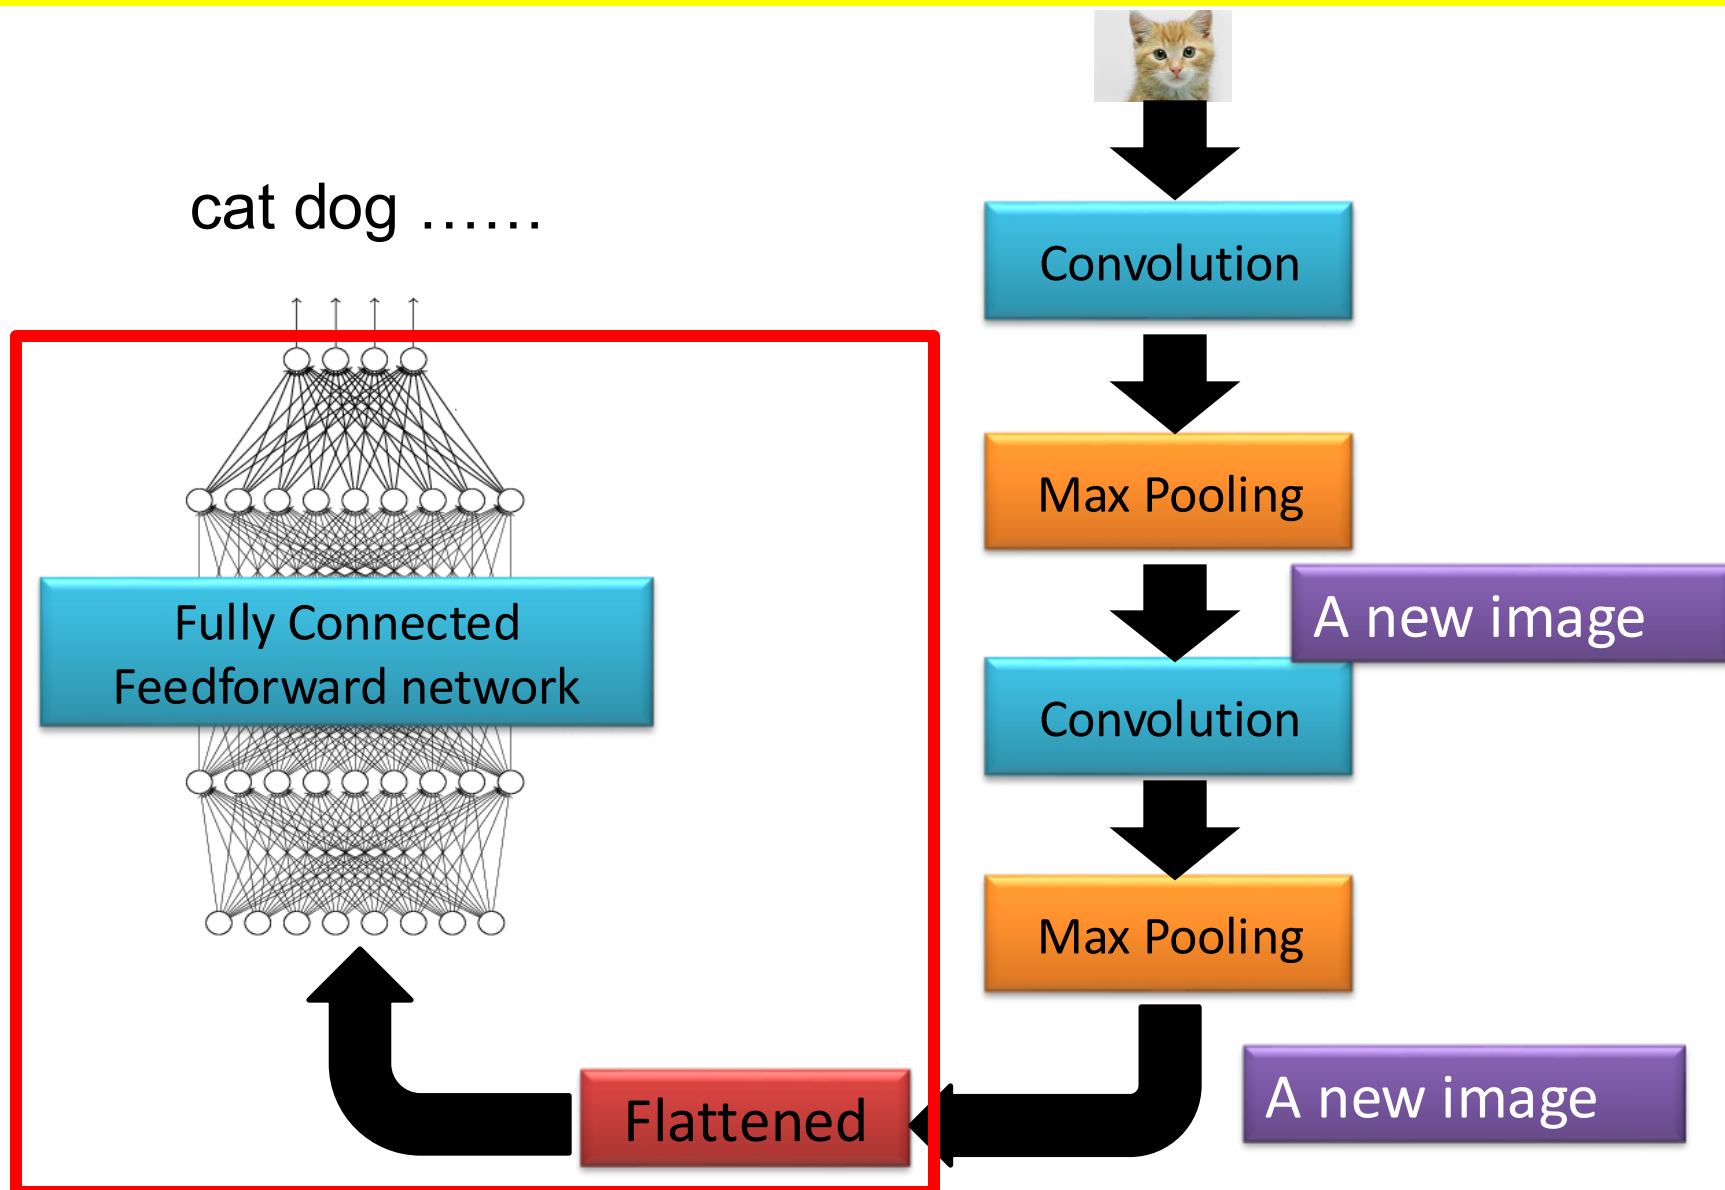 cat dog ……
Convolution
Max Pooling
A new image
Convolution
Max Pooling
A new image
Flattened
Fully Connected
Feedforward network